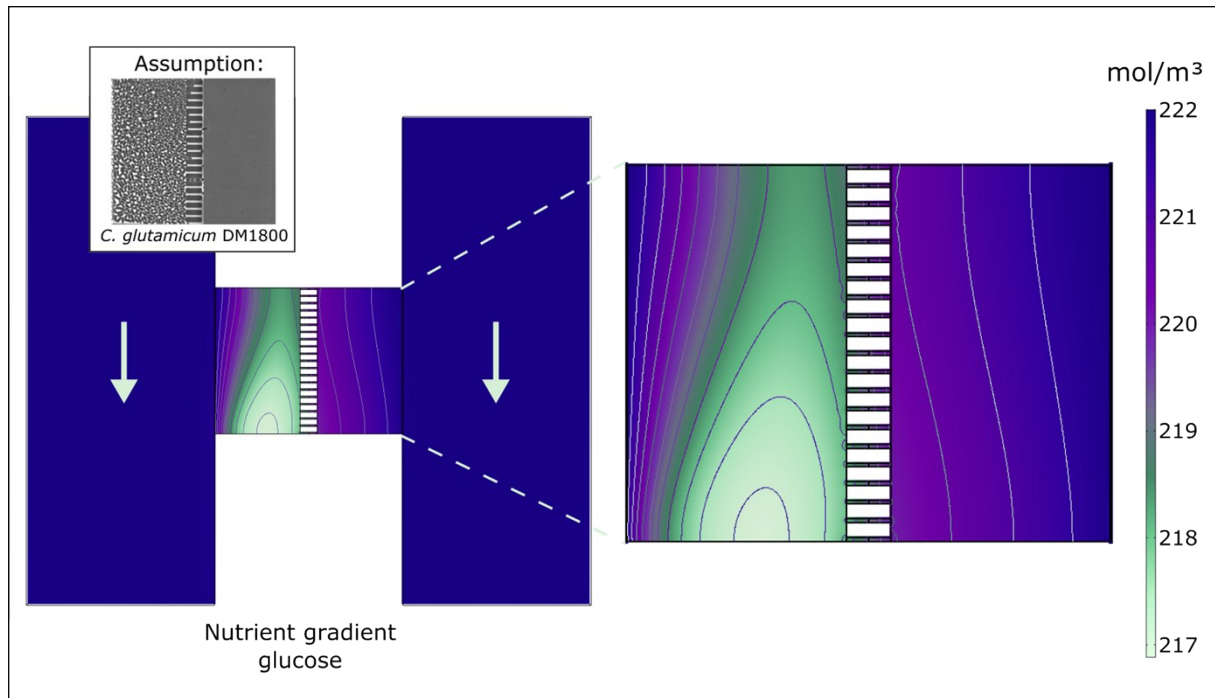 Assumption:
C. glutamicum DM1800
Nutrient gradient
glucose
mol/m³
222
221
220
219
218
217